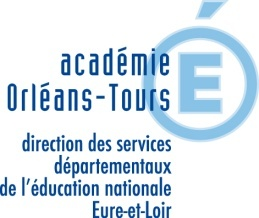 académie
Orléans-Tours
É
direction des services
départementaux
de l'éducation nationale
Eure-et-Loir